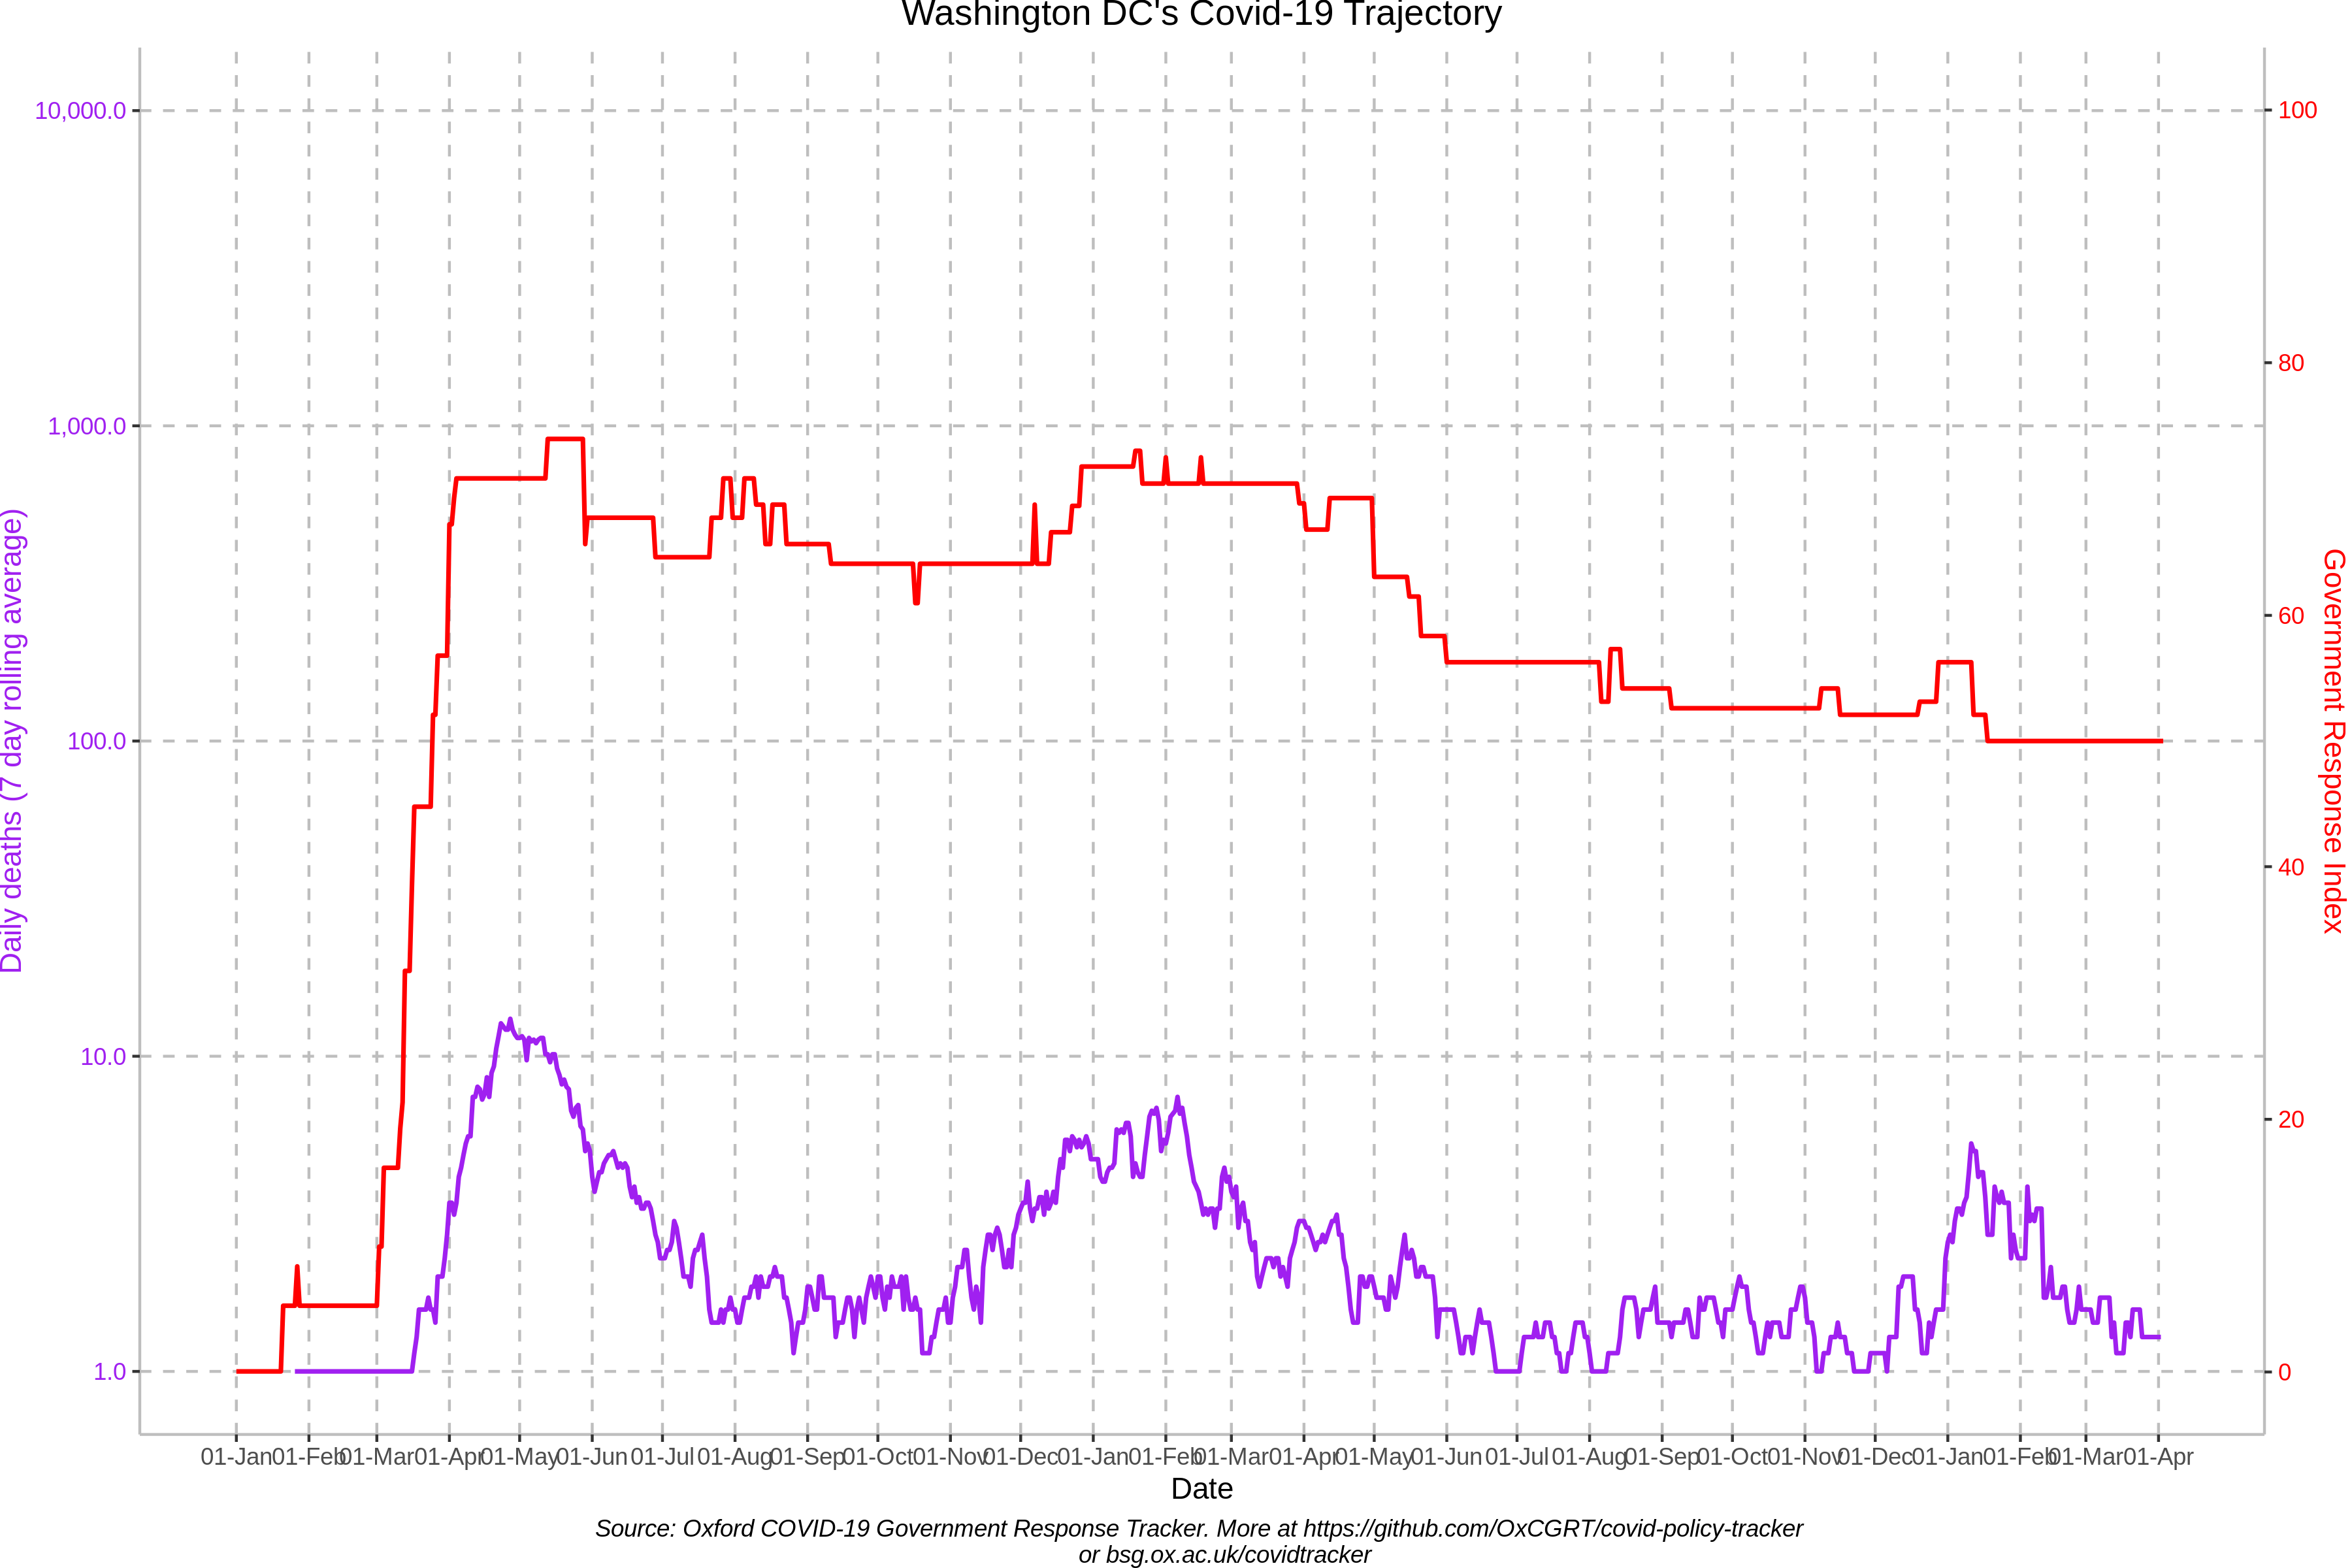 Washington DC's Covid-19 Trajectory
10,000.0
1,000.0
100.0
10.0
1.0
Daily deaths (7 day rolling average)
100
80
60
40
20
0
Government Response Index
01-Jan 01-Feb 01-Mar 01-Apr 01-May 01-Jun 01-Jul 01-Aug 01-Sep 01-Oct 01-Nov 01-Dec 01-Jan 01-Feb 01-Mar 01-Apr 01-May 01-Jun 01-Jul 01-Aug 01-Sep 01-Oct 01-Nov 01-Dec 01-Jan 01-Feb 01-Mar 01-Apr
Date
Source: Oxford COVID-19 Government Response Tracker. More at https://github.com/OxCGRT/covid-policy-tracker
or bsg.ox.ac.uk/covidtracker